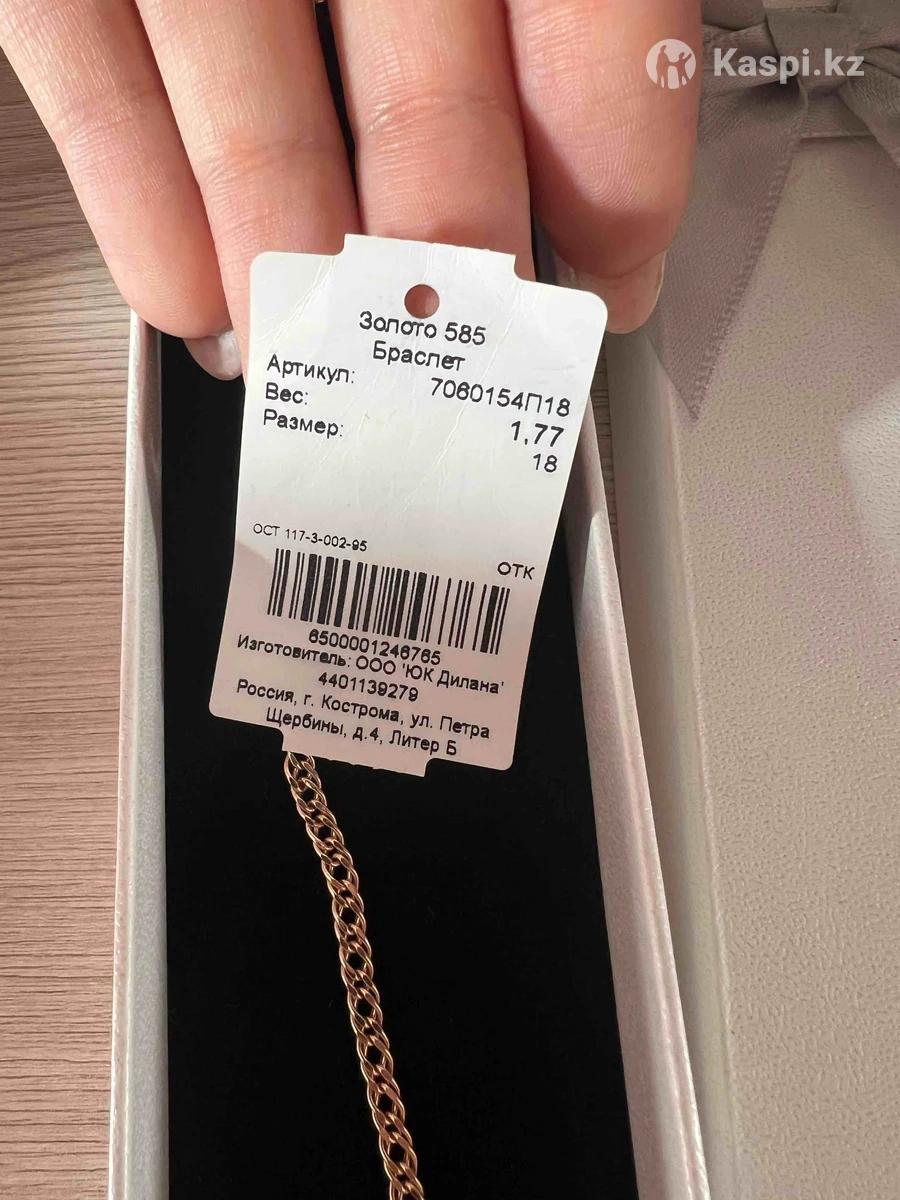 Kaspi.kz
Золото 585
Браслет
Артикул: 7060154П18
Вес: 1,77
Размер: 18
ОСТ 117-3-002-95
ОТК
6500001246765
Изготовитель: ООО 'ЮК Дилана'
4401139279
Россия, г. Кострома, ул. Петра
Щербины, д.4, Литер Б